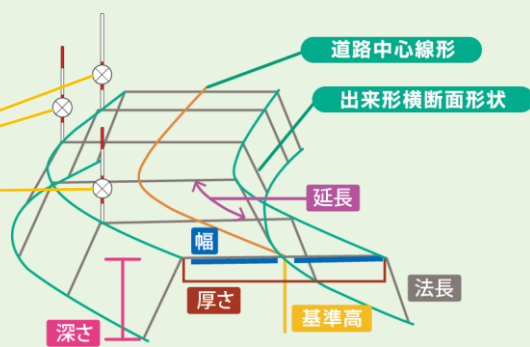 道路中心線形
出来形横断面形状
延長
幅
厚さ
法長
基準高
深さ